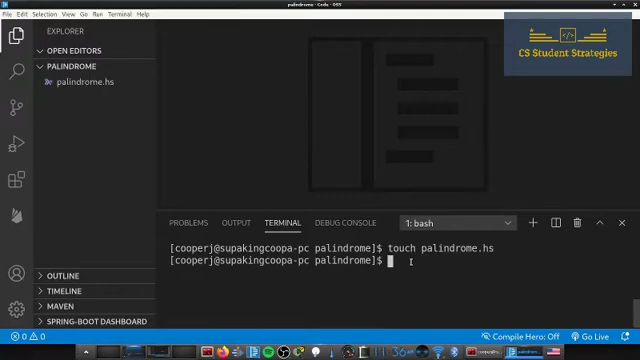 palindrome - Code - OSS
File Edit Selection View Go Run Terminal Help
EXPLORER
OPEN EDITORS
PALINDROME
palindrome.hs
OUTLINE
TIMELINE
MAVEN
SPRING-BOOT DASHBOARD
CS Student Strategies
PROBLEMS OUTPUT TERMINAL DEBUG CONSOLE 1: bash
[cooperj@supakingcoopa-pc palindrome]$ touch palindrome.hs
[cooperj@supakingcoopa-pc palindrome]$
0 0 Compile Hero: Off Go Live